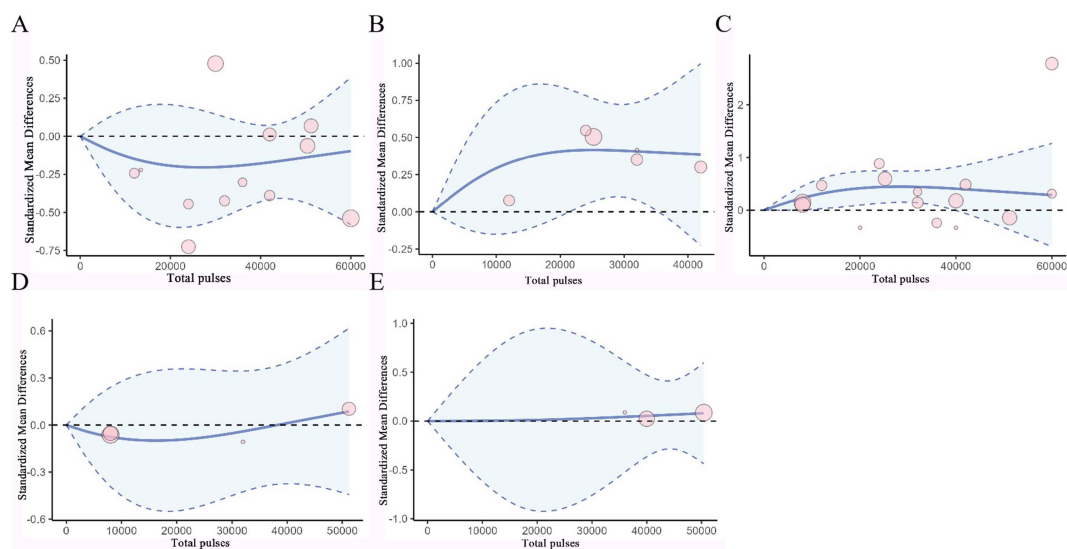 A
Standardized Mean Differences
0.50
0.25
0.00
-0.25
-0.50
-0.75
0 20000 40000 60000
Total pulses
B
Standardized Mean Differences
1.00
0.75
0.50
0.25
0.00
-0.25
0 10000 20000 30000 40000
Total pulses
C
Standardized Mean Differences
2
1
0
0 20000 40000 60000
Total pulses
D
Standardized Mean Differences
0.6
0.3
0.0
-0.3
-0.6
0 10000 20000 30000 40000 50000
Total pulses
E
Standardized Mean Differences
1.0
0.5
0.0
-0.5
-1.0
0 10000 20000 30000 40000 50000
Total pulses